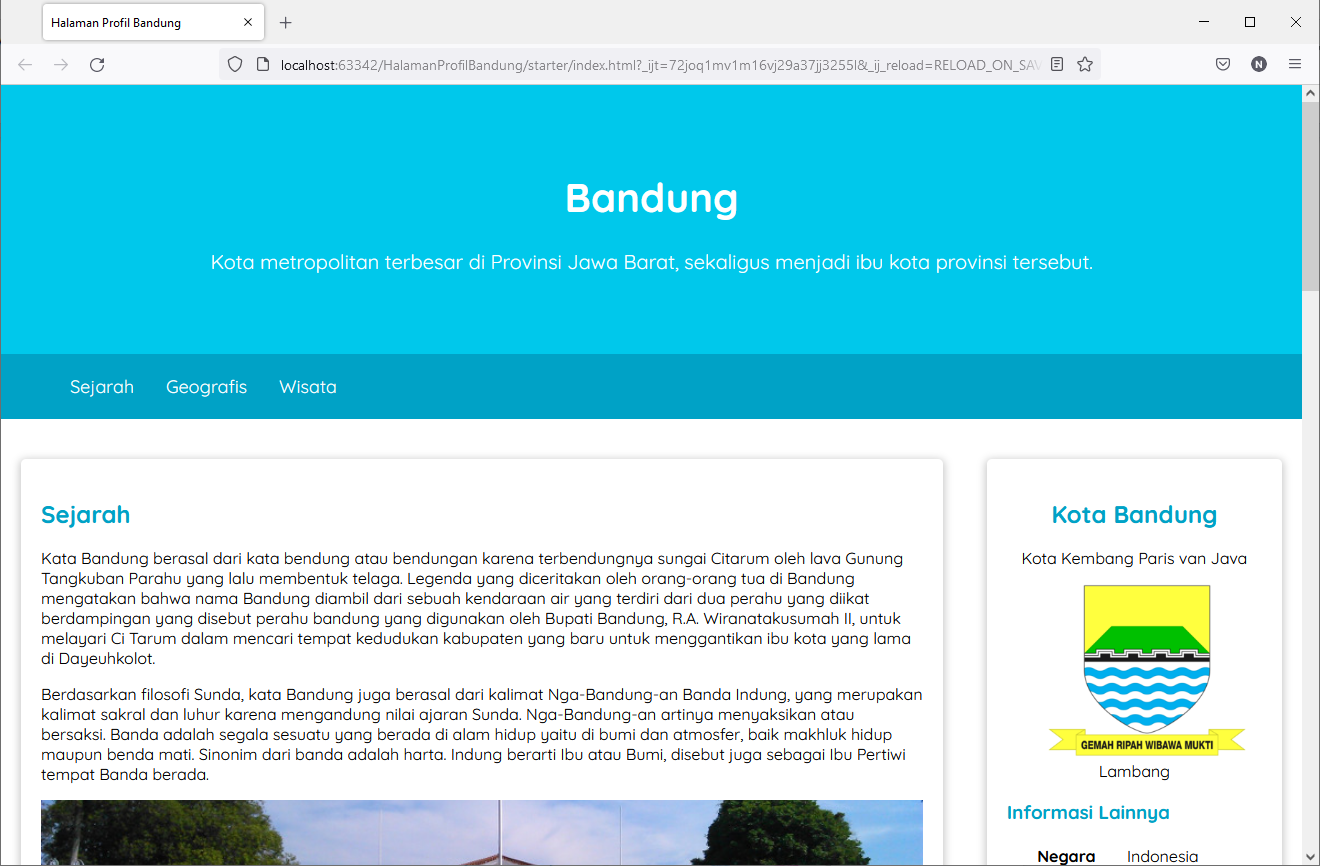 Halaman Profil Bandung
localhost:63342/HalamanProfilBandung/starter/index.html?_ijt=72joq1mv1m16vj29a37jj3255l&_ij_reload=RELOAD_ON_SAV
N
Bandung
Kota metropolitan terbesar di Provinsi Jawa Barat, sekaligus menjadi ibu kota provinsi tersebut.
Sejarah Geografis Wisata
Sejarah
Kata Bandung berasal dari kata bendung atau bendungan karena terbendungnya sungai Citarum oleh lava Gunung
Tangkuban Parahu yang lalu membentuk telaga. Legenda yang diceritakan oleh orang-orang tua di Bandung
mengatakan bahwa nama Bandung diambil dari sebuah kendaraan air yang terdiri dari dua perahu yang diikat
berdampingan yang disebut perahu bandung yang digunakan oleh Bupati Bandung, R.A. Wiranatakusumah II, untuk
melayari Ci Tarum dalam mencari tempat kedudukan kabupaten yang baru untuk menggantikan ibu kota yang lama
di Dayeuhkolot.
Berdasarkan filosofi Sunda, kata Bandung juga berasal dari kalimat Nga-Bandung-an Banda Indung, yang merupakan
kalimat sakral dan luhur karena mengandung nilai ajaran Sunda. Nga-Bandung-an artinya menyaksikan atau
bersaksi. Banda adalah segala sesuatu yang berada di alam hidup yaitu di bumi dan atmosfer, baik makhluk hidup
maupun benda mati. Sinonim dari banda adalah harta. Indung berarti Ibu atau Bumi, disebut juga sebagai Ibu Pertiwi
tempat Banda berada.
Kota Bandung
Kota Kembang Paris van Java
GEMAH RIPAH WIBAWA MUKTI
Lambang
Informasi Lainnya
Negara Indonesia